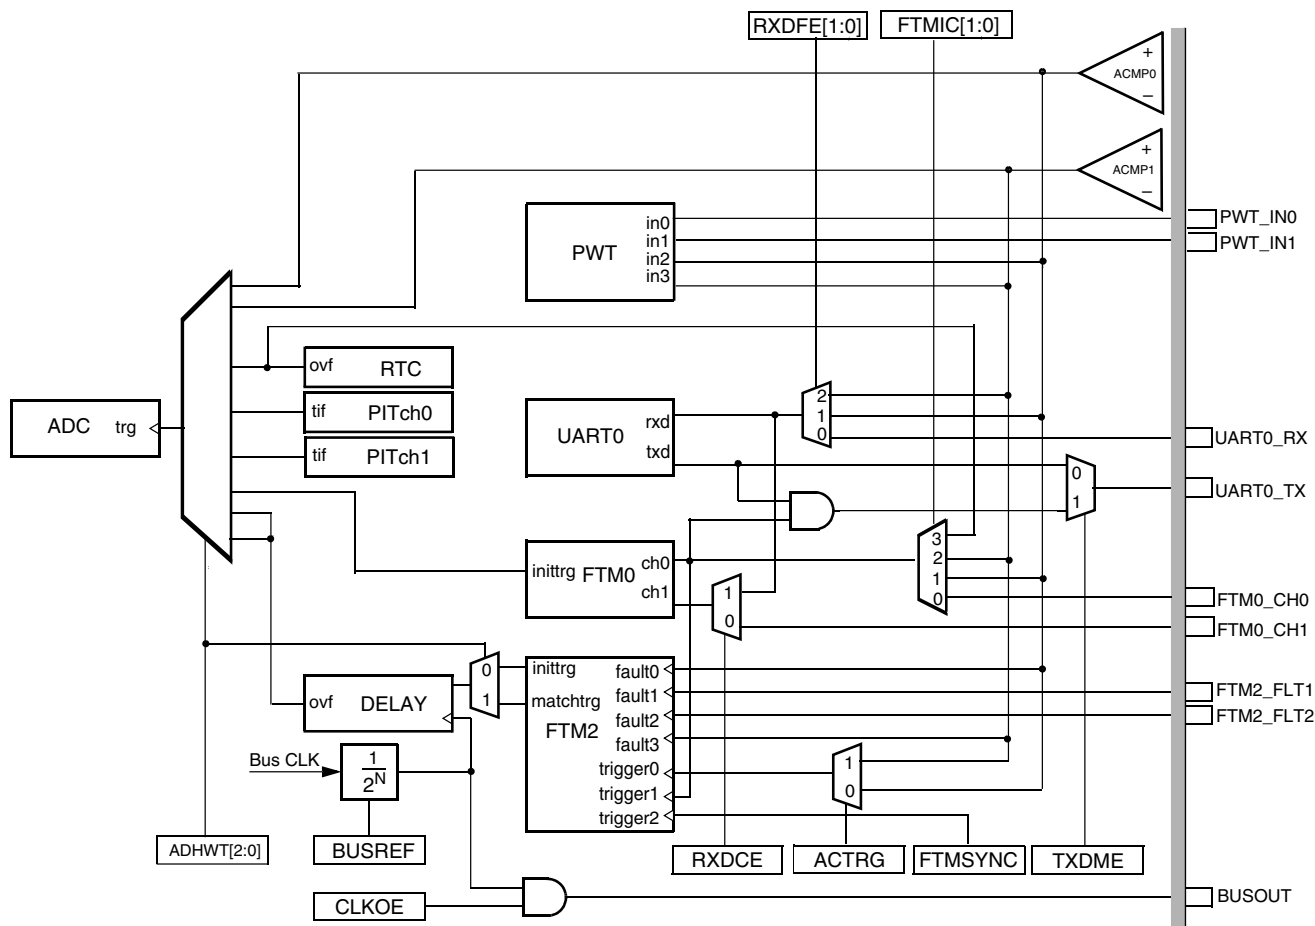 RXDFE[1:0]
FTMIC[1:0]
+
ACMP0
−
+
ACMP1
−
PWT
in0
in1
in2
in3
PWT_IN0
PWT_IN1
ovf
RTC
tif
PITch0
tif
PITch1
ADC
trg
UART0
rxd
txd
2
1
0
UART0_RX
0
1
UART0_TX
inittrg
FTM0
ch0
ch1
3
2
1
0
1
0
FTM0_CH0
FTM0_CH1
0
1
ovf
DELAY
inittrg
matchtrg
FTM2
fault0
fault1
fault2
fault3
trigger0
trigger1
trigger2
FTM2_FLT1
FTM2_FLT2
1
0
Bus CLK
1
2^N
ADHWT[2:0]
BUSREF
RXDCE
ACTRG
FTMSYNC
TXDME
CLKOE
BUSOUT